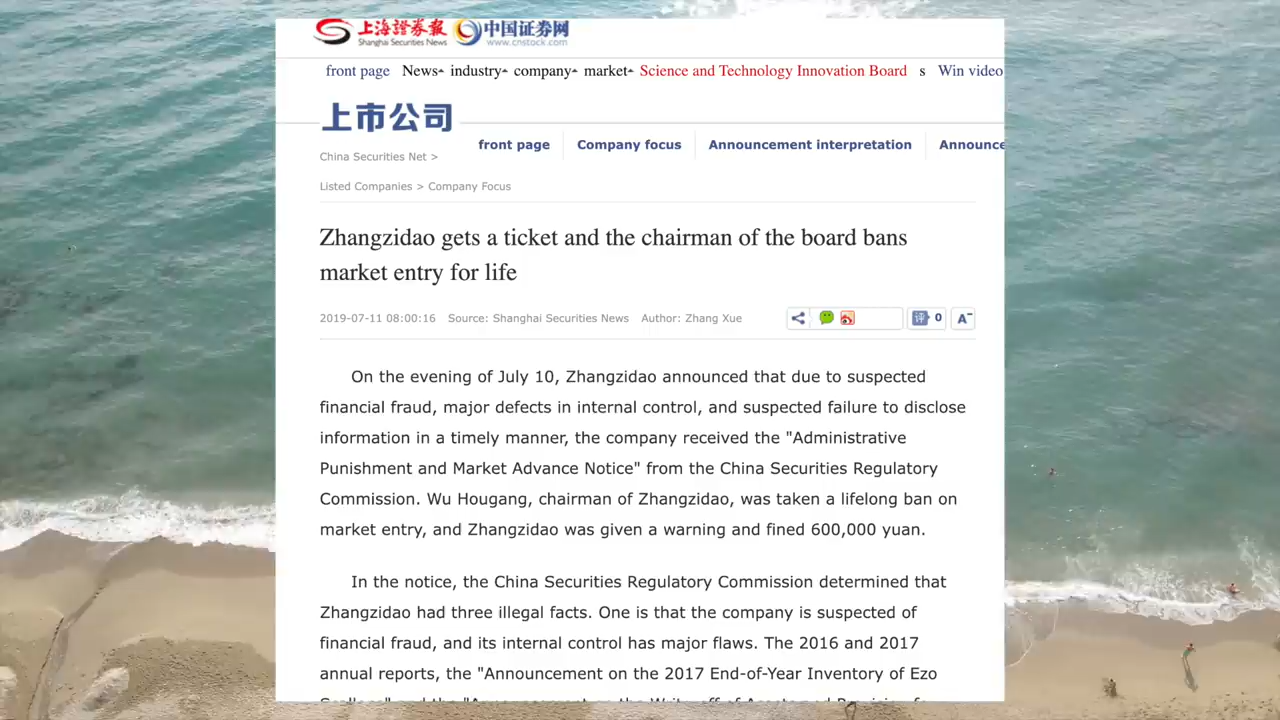 上海證券報 中国证券网
Shanghai Securities News www.cnstock.com
front page News industry company market Science and Technology Innovation Board s Win video
上市公司
front page Company focus Announcement interpretation Announce
China Securities Net >
Listed Companies > Company Focus
Zhangzidao gets a ticket and the chairman of the board bans
market entry for life
2019-07-11 08:00:16 Source: Shanghai Securities News Author: Zhang Xue
评 0 A-
On the evening of July 10, Zhangzidao announced that due to suspected
financial fraud, major defects in internal control, and suspected failure to disclose
information in a timely manner, the company received the "Administrative
Punishment and Market Advance Notice" from the China Securities Regulatory
Commission. Wu Hougang, chairman of Zhangzidao, was taken a lifelong ban on
market entry, and Zhangzidao was given a warning and fined 600,000 yuan.
In the notice, the China Securities Regulatory Commission determined that
Zhangzidao had three illegal facts. One is that the company is suspected of
financial fraud, and its internal control has major flaws. The 2016 and 2017
annual reports, the "Announcement on the 2017 End-of-Year Inventory of Ezo